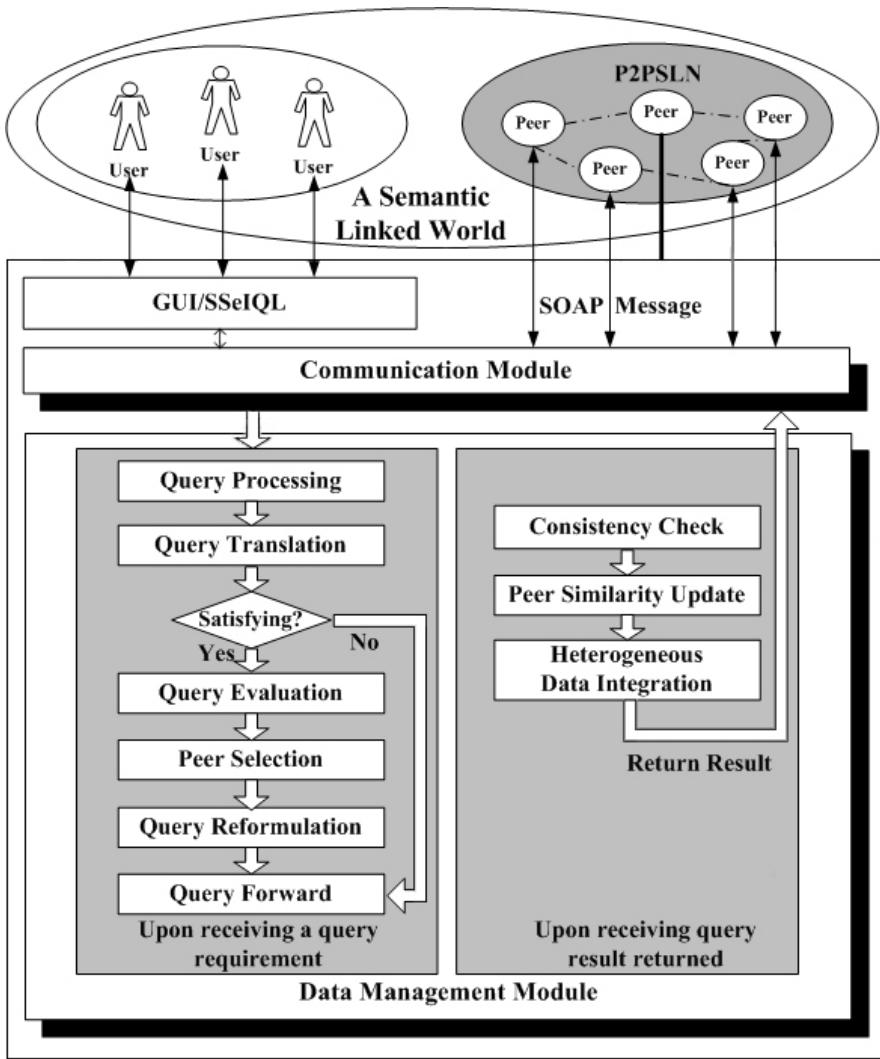 P2PSLN
Peer
Peer
Peer
Peer
Peer
User
User
User
A Semantic
Linked World
GUI/SSeIQL
SOAP Message
Communication Module
Query Processing
Query Translation
Satisfying?
No
Yes
Query Evaluation
Peer Selection
Query Reformulation
Query Forward
Upon receiving a query
requirement
Consistency Check
Peer Similarity Update
Heterogeneous
Data Integration
Return Result
Upon receiving query
result returned
Data Management Module